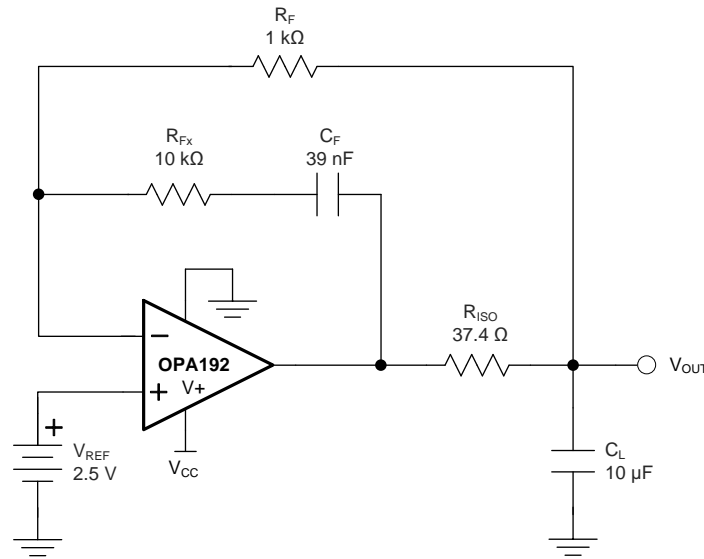 RF
1 kΩ
RFx
10 kΩ
CF
39 nF
RISO
37.4 Ω
−
OPA192
+
V+
VOUT
+
VREF
2.5 V
VCC
CL
10 µF